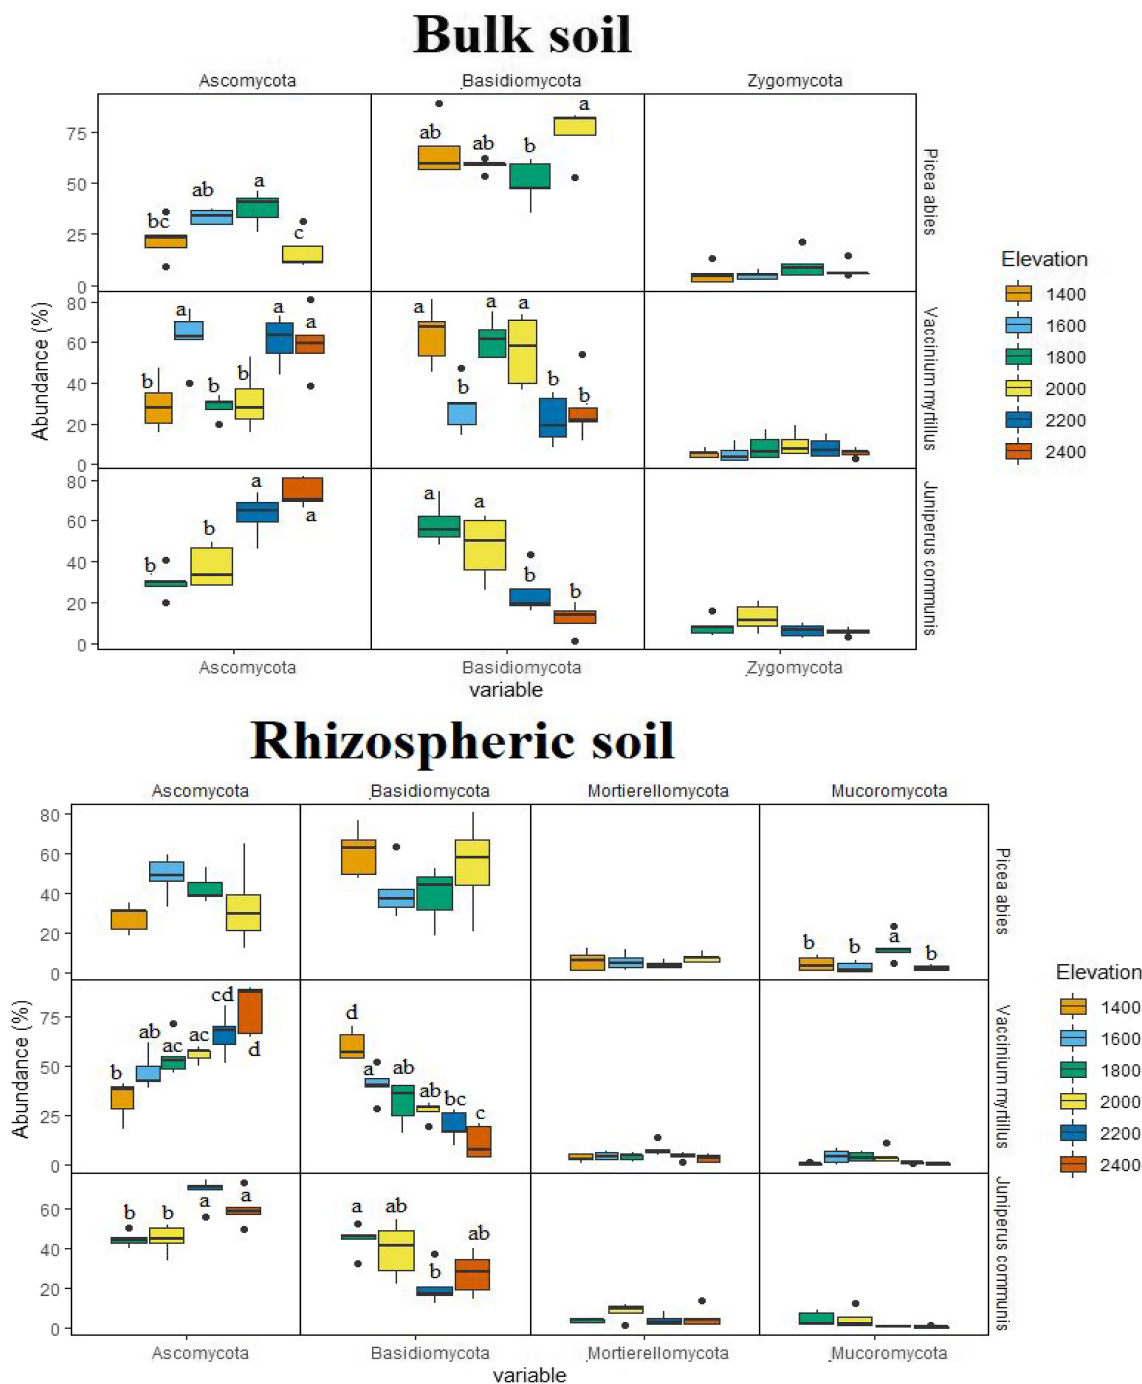 Bulk soil
Ascomycota Basidiomycota Zygomycota
75
50
25
0
ab a ab b
a ab bc c
Picea abies
80
60
40
20
0
a a a b b b
a a a b b b
Vaccinium myrtillus
80
60
40
20
0
b b a a
a a b b
Juniperus communis
Abundance (%)
Ascomycota Basidiomycota Zygomycota
variable
Elevation
1400
1600
1800
2000
2200
2400
Rhizospheric soil
Ascomycota Basidiomycota Mortierellomycota Mucoromycota
80
60
40
20
0
b b a b
Picea abies
75
50
25
0
b ab ac ac cd d
d a ab ab bc c
Vaccinium myrtillus
60
40
20
0
b b a a
a ab b ab
Juniperus communis
Abundance (%)
Ascomycota Basidiomycota Mortierellomycota Mucoromycota
variable
Elevation
1400
1600
1800
2000
2200
2400